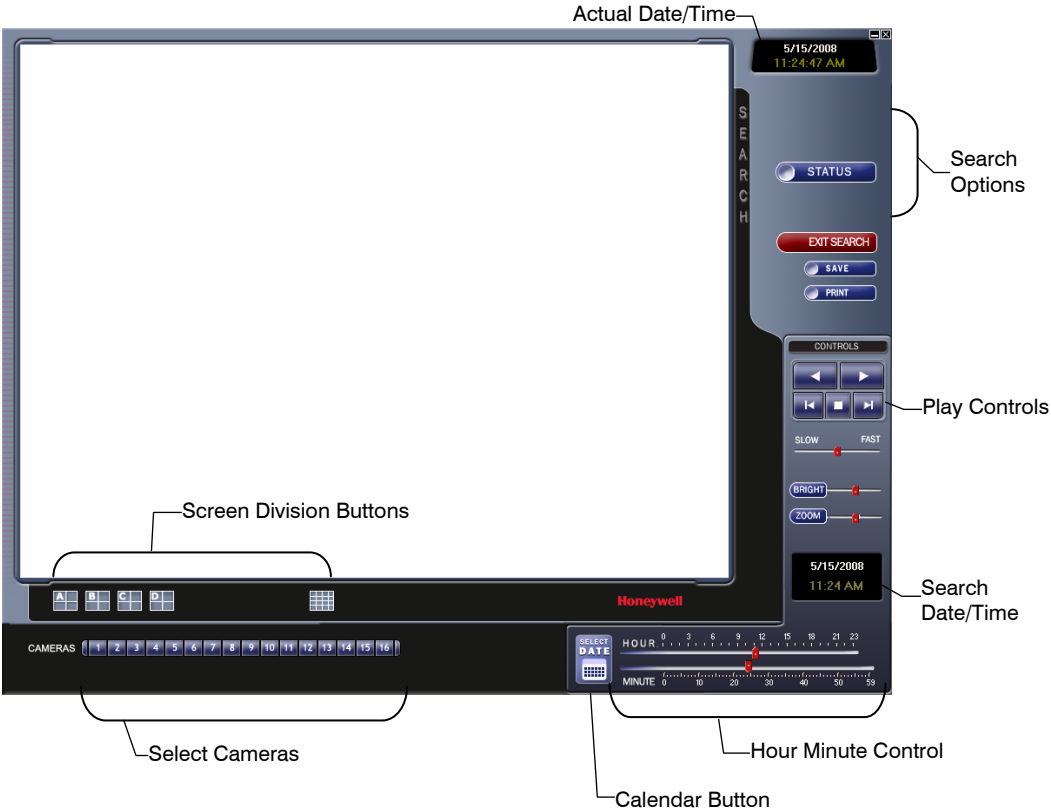 Actual Date/Time
5/15/2008
11:24:47 AM
SEARCH
Search
Options
STATUS
EXIT SEARCH
SAVE
PRINT
CONTROLS
Play Controls
SLOW FAST
BRIGHT
ZOOM
Screen Division Buttons
5/15/2008
11:24 AM
Search
Date/Time
A B C D
Honeywell
CAMERAS 1 2 3 4 5 6 7 8 9 10 11 12 13 14 15 16
SELECT
DATE
HOUR 0 3 6 9 12 15 18 21 23
MINUTE 0 10 20 30 40 50 59
Select Cameras
Hour Minute Control
Calendar Button